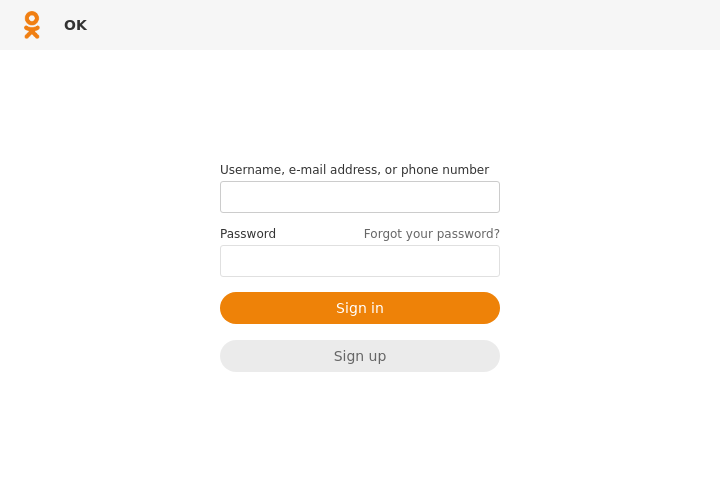 OK
Username, e-mail address, or phone number
Password
Forgot your password?
Sign in
Sign up